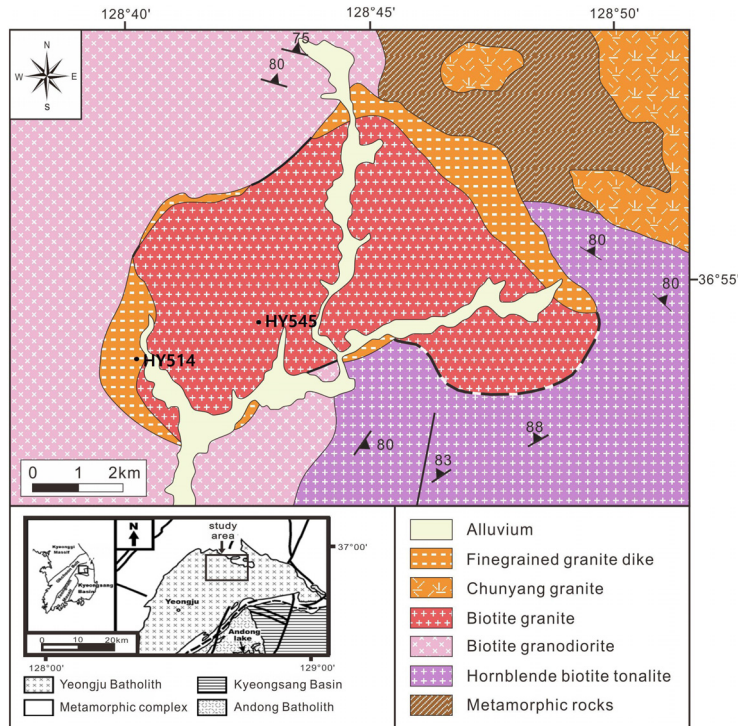 128°40' 128°45' 128°50'
N
W E
S
75
80
80
80
36°55'
HY545
HY514
80
88
83
0 1 2km
study
area
N
37°00'
Kyeonggi
Massif
Kyeongsang
Basin
Yeongju
Andong
lake
0 10 20km
128°00' 129°00'
Yeongju Batholith
Kyeongsang Basin
Metamorphic complex
Andong Batholith
Alluvium
Finegrained granite dike
Chunyang granite
Biotite granite
Biotite granodiorite
Hornblende biotite tonalite
Metamorphic rocks